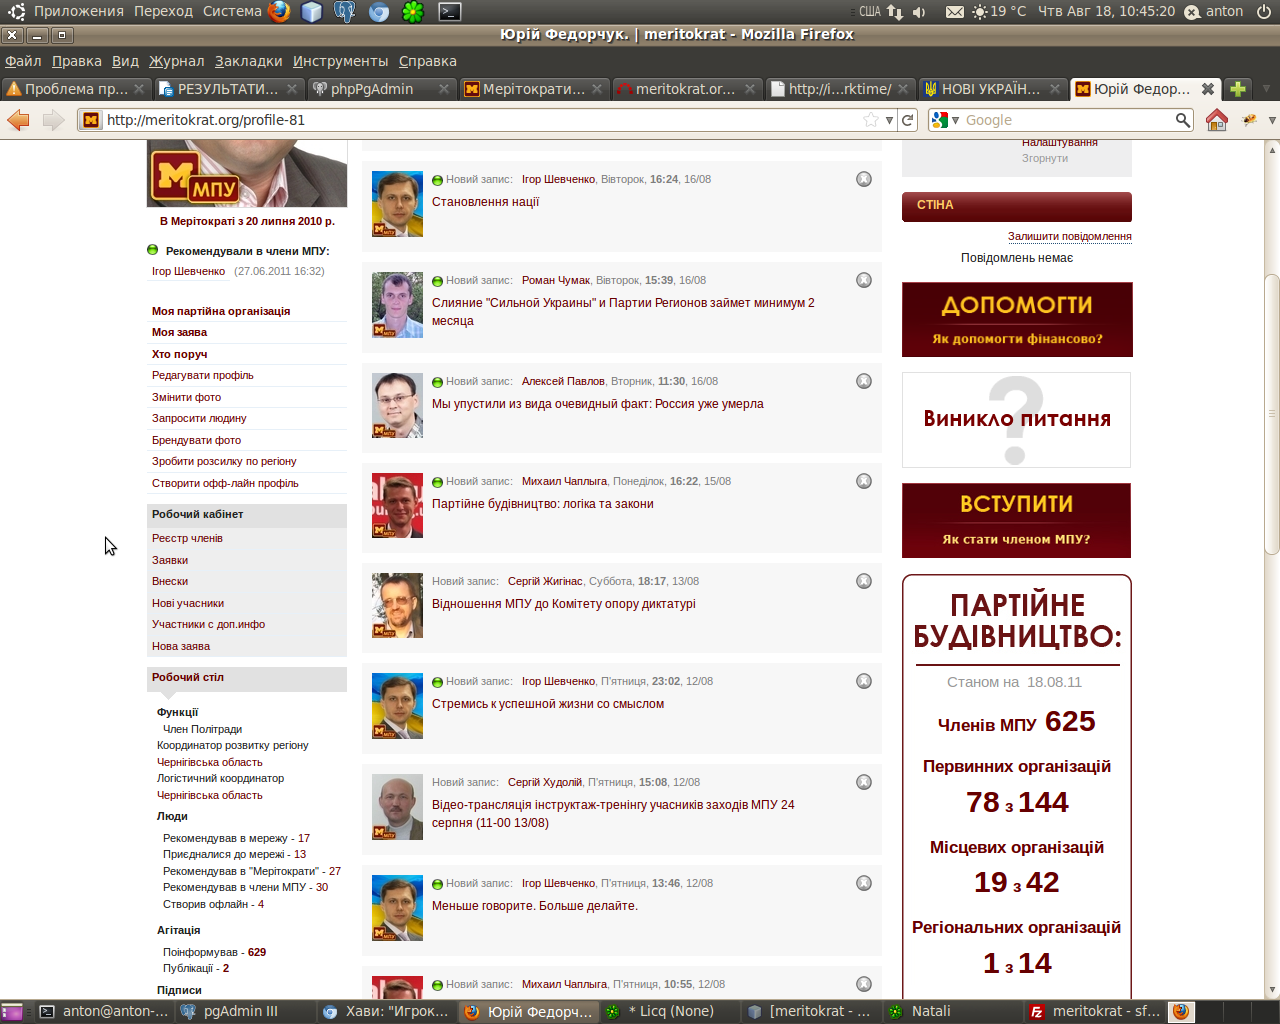 Приложения Переход Система
США
19 °C
Чтв Авг 18, 10:45:20
anton
Юрій Федорчук. | meritokrat - Mozilla Firefox
Файл Правка Вид Журнал Закладки Инструменты Справка
Проблема пр...
РЕЗУЛЬТАТИ...
phpPgAdmin
Мерітократи...
meritokrat.or...
http://i...rktime/
НОВІ УКРАЇН...
Юрій Федор...
http://meritokrat.org/profile-81
Google
М МПУ
В Мерітократі з 20 липня 2010 р.
Рекомендували в члени МПУ:
Ігор Шевченко (27.06.2011 16:32)
Моя партійна організація
Моя заява
Хто поруч
Редагувати профіль
Змінити фото
Запросити людину
Брендувати фото
Зробити розсилку по регіону
Створити офф-лайн профіль
Робочий кабінет
Реєстр членів
Заявки
Внески
Нові учасники
Участники с доп.инфо
Нова заява
Робочий стіл
Функції
Член Політради
Координатор розвитку регіону
Чернігівська область
Логістичний координатор
Чернігівська область
Люди
Рекомендував в мережу - 17
Приєдналися до мережі - 13
Рекомендував в "Мерітократи" - 27
Рекомендував в члени МПУ - 30
Створив офлайн - 4
Агітація
Поінформував - 629
Публікації - 2
Підписи
Новий запис: Ігор Шевченко, Вівторок, 16:24, 16/08
Становлення нації
Новий запис: Роман Чумак, Вівторок, 15:39, 16/08
Слияние "Сильной Украины" и Партии Регионов займет минимум 2
месяца
Новий запис: Алексей Павлов, Вторник, 11:30, 16/08
Мы упустили из вида очевидный факт: Россия уже умерла
Новий запис: Михаил Чаплыга, Понеділок, 16:22, 15/08
Партійне будівництво: логіка та закони
Новий запис: Сергій Жигінас, Суббота, 18:17, 13/08
Відношення МПУ до Комітету опору диктатурі
Новий запис: Ігор Шевченко, П'ятниця, 23:02, 12/08
Стремись к успешной жизни со смыслом
Новий запис: Сергій Худолій, П'ятниця, 15:08, 12/08
Відео-трансляція інструктаж-тренінгу учасників заходів МПУ 24
серпня (11-00 13/08)
Новий запис: Ігор Шевченко, П'ятниця, 13:46, 12/08
Меньше говорите. Больше делайте.
Новий запис: Михаил Чаплыга, П'ятниця, 10:55, 12/08
Налаштування
Згорнути
СТІНА
Залишити повідомлення
Повідомлень немає
ДОПОМОГТИ
Як допомогти фінансово?
?
Виникло питання
ВСТУПИТИ
Як стати членом МПУ?
ПАРТІЙНЕ
БУДІВНИЦТВО:
Станом на 18.08.11
Членів МПУ 625
Первинних організацій
78 з 144
Місцевих організацій
19 з 42
Регіональних організацій
1 з 14
anton@anton-...
pgAdmin III
Хави: "Игрок...
Юрій Федорч...
* Licq (None)
[meritokrat - ...
Natali
meritokrat - sf...